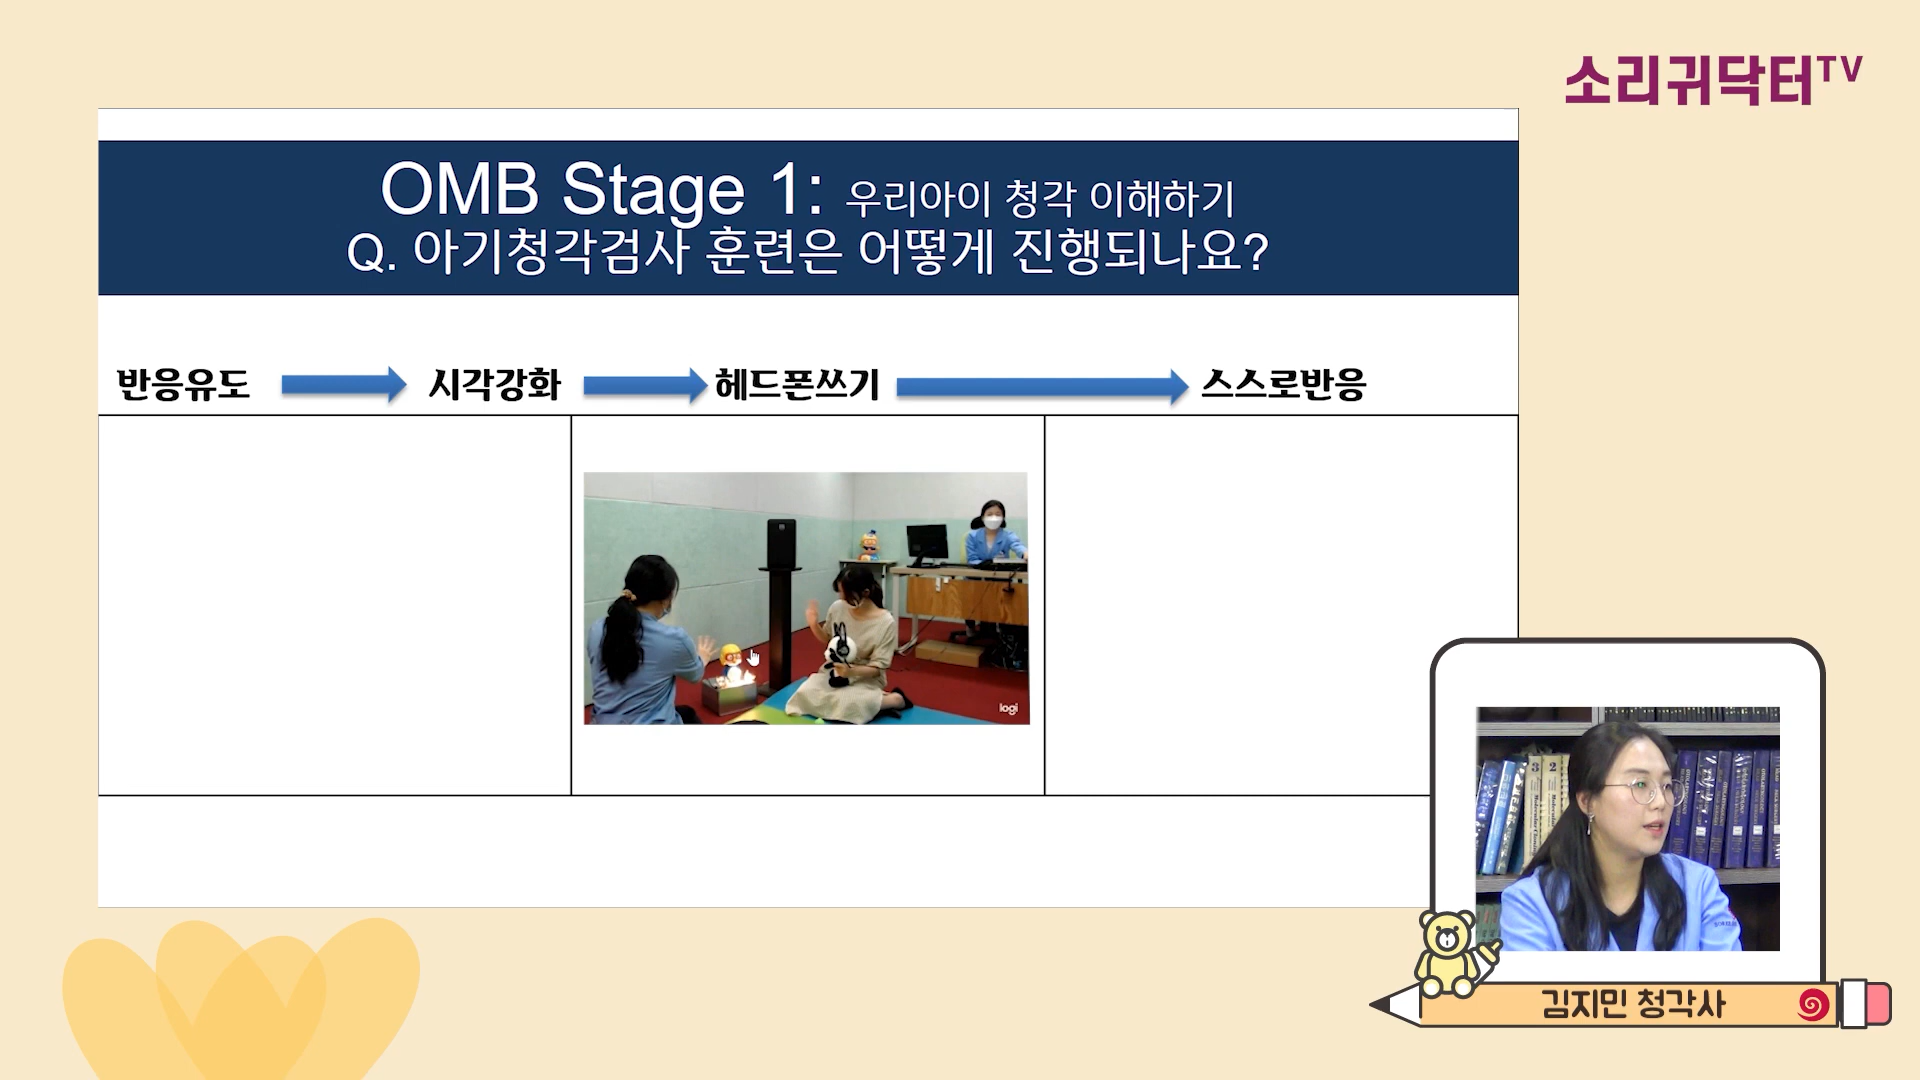 소리귀닥터TV
OMB Stage 1: 우리아이 청각 이해하기
Q. 아기청각검사 훈련은 어떻게 진행되나요?
반응유도 시각강화 헤드폰쓰기 스스로반응
logi
3 2
김지민 청각사